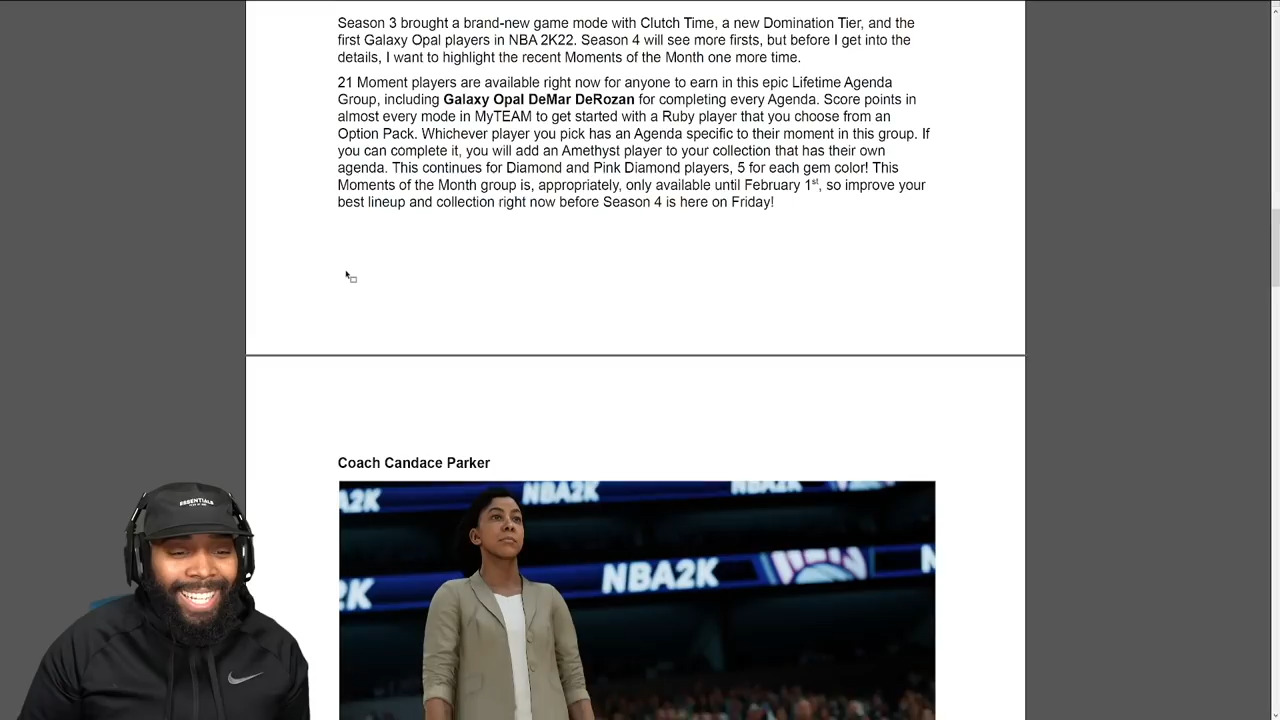 Season 3 brought a brand-new game mode with Clutch Time, a new Domination Tier, and the
first Galaxy Opal players in NBA 2K22. Season 4 will see more firsts, but before I get into the
details, I want to highlight the recent Moments of the Month one more time.
21 Moment players are available right now for anyone to earn in this epic Lifetime Agenda
Group, including Galaxy Opal DeMar DeRozan for completing every Agenda. Score points in
almost every mode in MyTEAM to get started with a Ruby player that you choose from an
Option Pack. Whichever player you pick has an Agenda specific to their moment in this group. If
you can complete it, you will add an Amethyst player to your collection that has their own
agenda. This continues for Diamond and Pink Diamond players, 5 for each gem color! This
Moments of the Month group is, appropriately, only available until February 1st, so improve your
best lineup and collection right now before Season 4 is here on Friday!
Coach Candace Parker
A2K NBA2K NBA2K
2K NBA2K N
ESSENTIALS